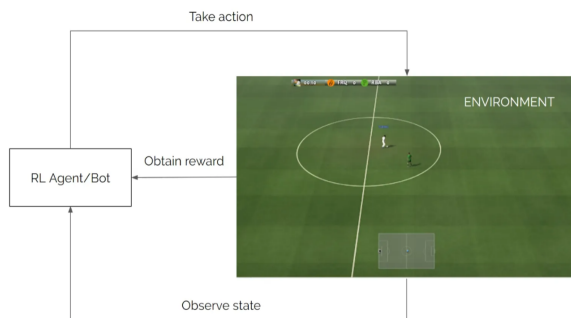 Take action
ENVIRONMENT
Obtain reward
RL Agent/Bot
Observe state